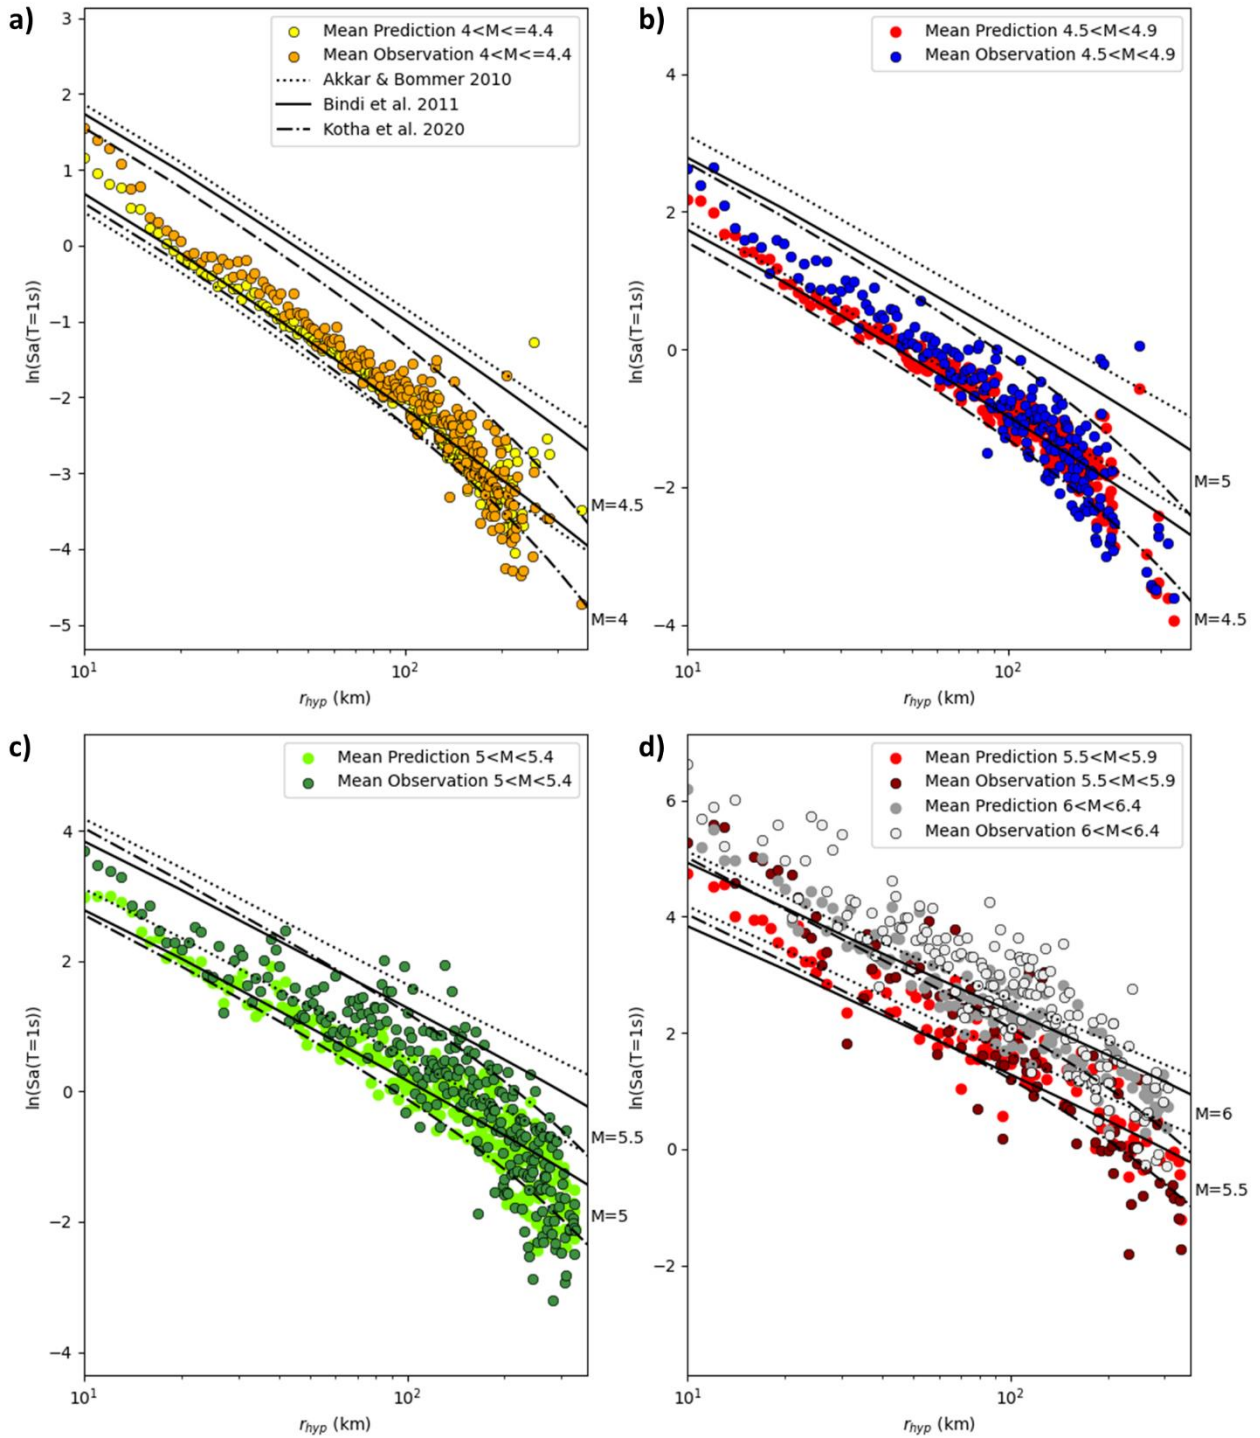 a)
3
2
1
0
−1
−2
−3
−4
−5
ln(Sa(T=1s))
Mean Prediction 4<M<=4.4
Mean Observation 4<M<=4.4
Akkar & Bommer 2010
Bindi et al. 2011
Kotha et al. 2020
M=4.5
M=4
10¹
10²
r_hyp (km)
b)
4
2
0
−2
−4
ln(Sa(T=1s))
Mean Prediction 4.5<M<4.9
Mean Observation 4.5<M<4.9
M=5
M=4.5
10¹
10²
r_hyp (km)
c)
4
2
0
−2
−4
ln(Sa(T=1s))
Mean Prediction 5<M<5.4
Mean Observation 5<M<5.4
M=5.5
M=5
10¹
10²
r_hyp (km)
d)
6
4
2
0
−2
ln(Sa(T=1s))
Mean Prediction 5.5<M<5.9
Mean Observation 5.5<M<5.9
Mean Prediction 6<M<6.4
Mean Observation 6<M<6.4
M=6
M=5.5
10¹
10²
r_hyp (km)